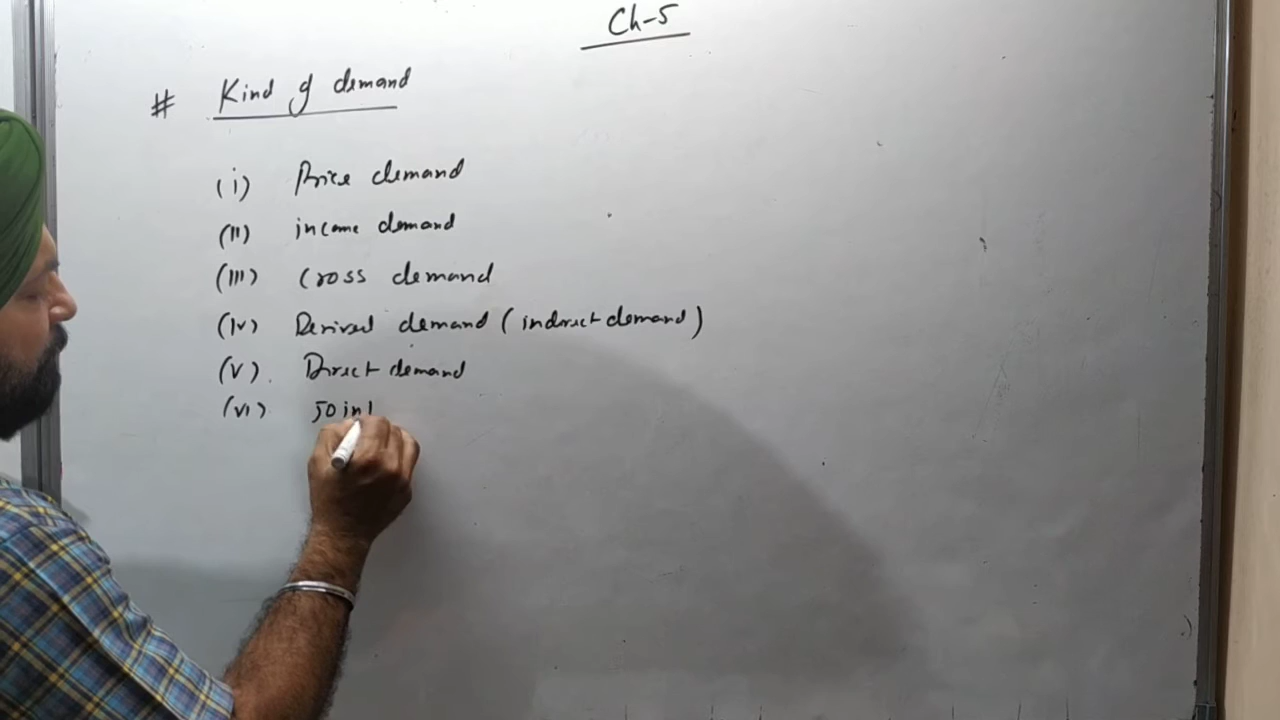 Ch-5
# Kind of demand
(i) Price demand
(ii) income demand
(iii) Cross demand
(iv) Derived demand (indirect demand)
(v) Direct demand
(vi) Joint